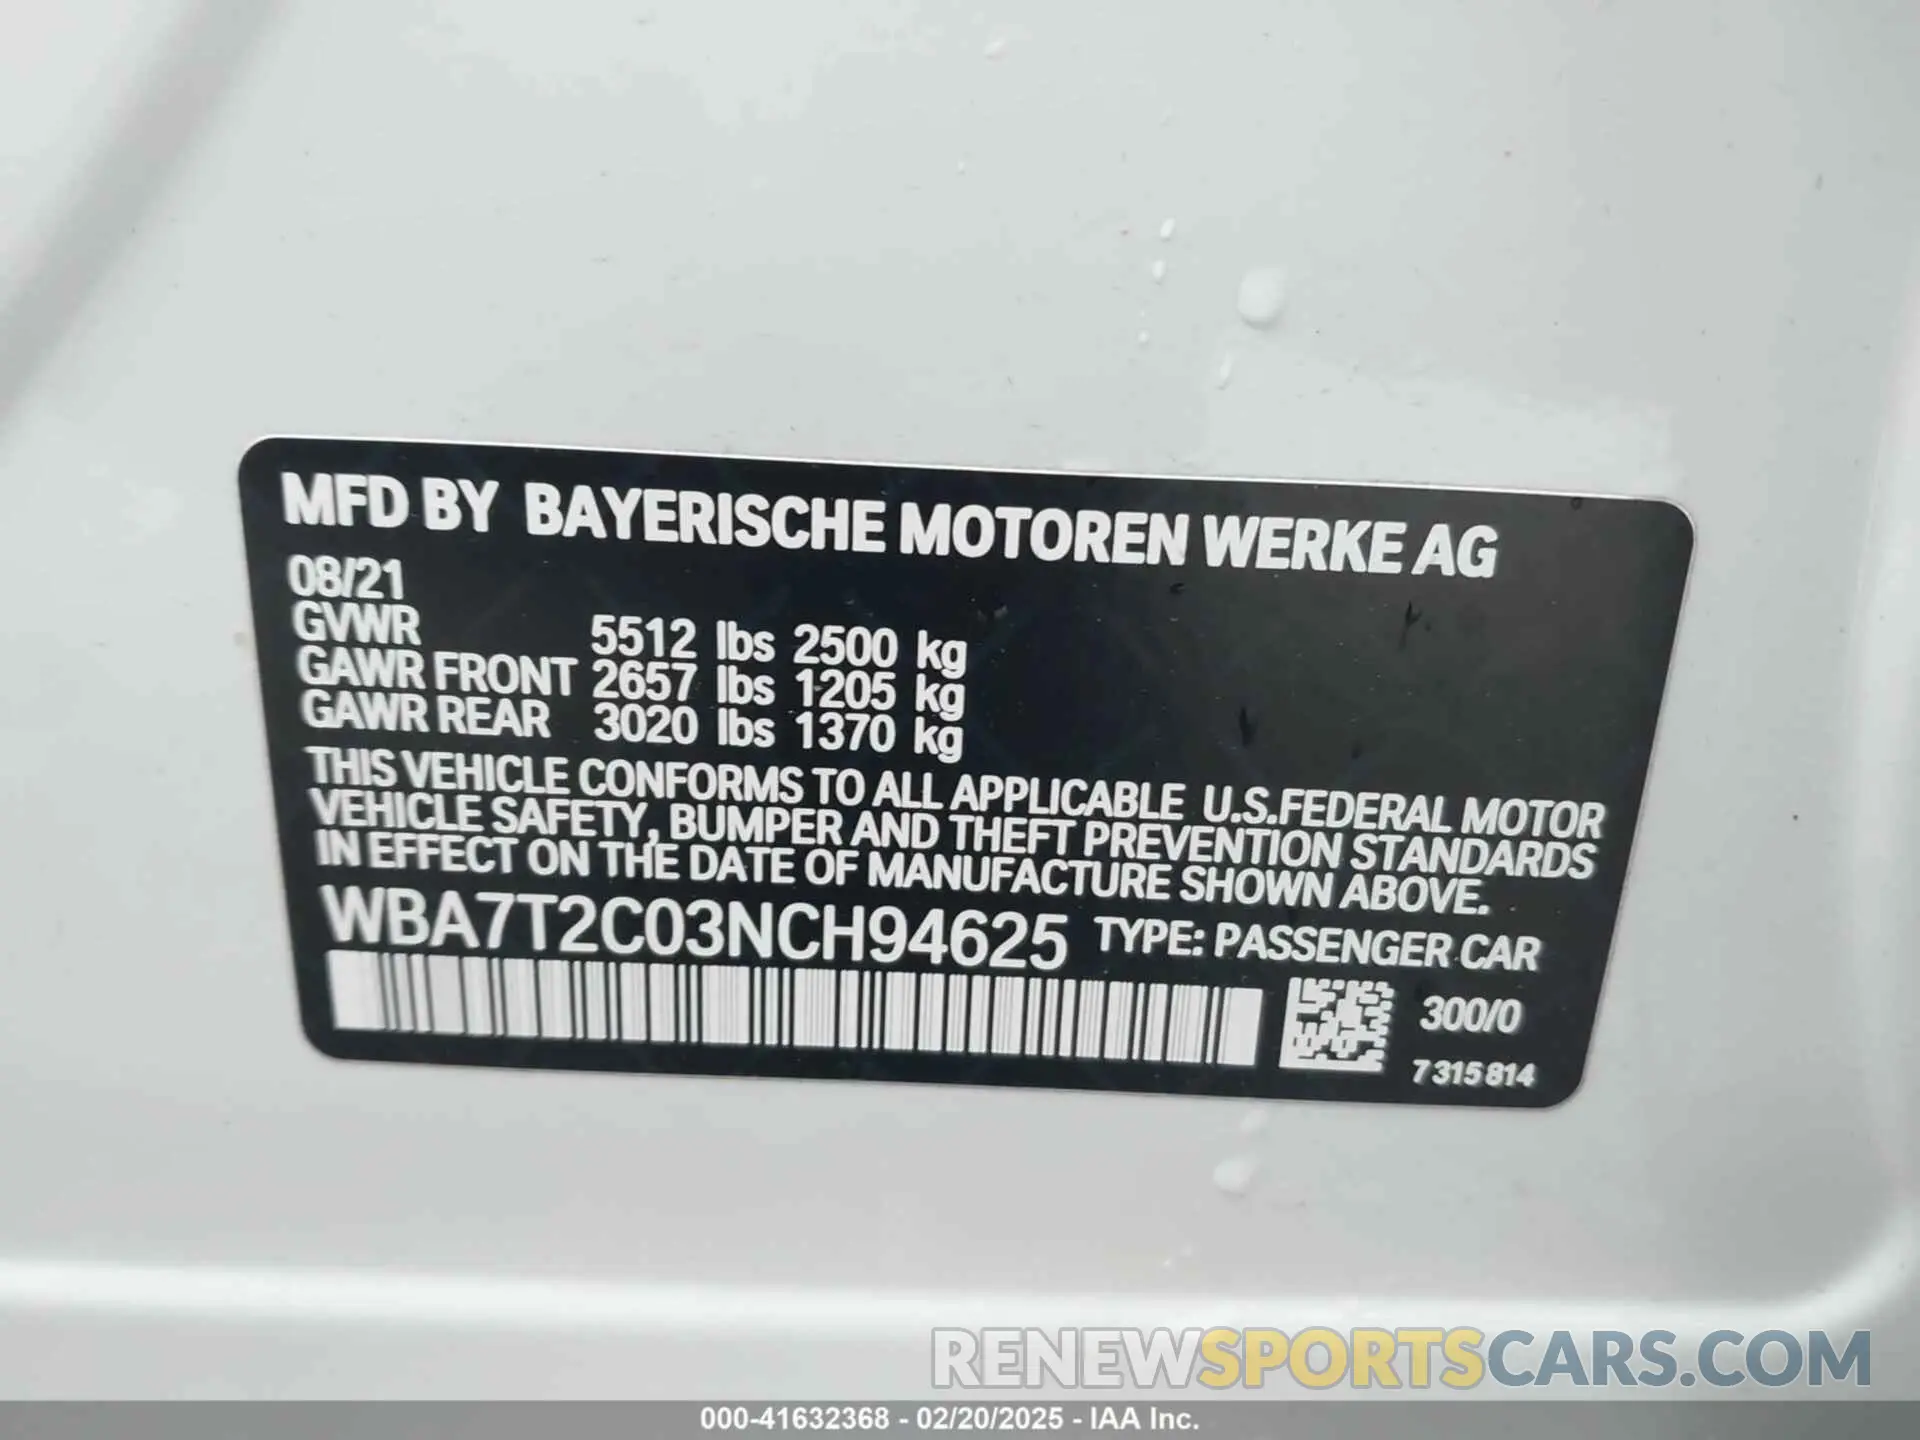 MFD BY BAYERISCHE MOTOREN WERKE AG
08/21
GVWR 5512 lbs 2500 kg
GAWR FRONT 2657 lbs 1205 kg
GAWR REAR 3020 lbs 1370 kg
THIS VEHICLE CONFORMS TO ALL APPLICABLE U.S.FEDERAL MOTOR
VEHICLE SAFETY, BUMPER AND THEFT PREVENTION STANDARDS
IN EFFECT ON THE DATE OF MANUFACTURE SHOWN ABOVE.
WBA7T2C03NCH94625 TYPE: PASSENGER CAR
300/0
7 315 814
RENEWSPORTSCARS.COM
000-41632368 - 02/20/2025 - IAA Inc.